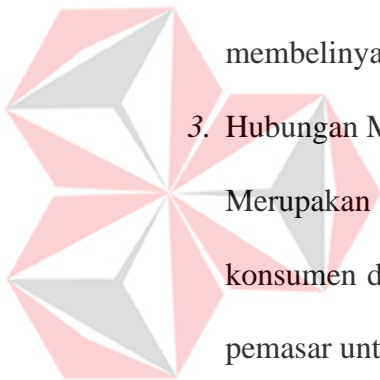 membelinya
3. Hubungan M
Merupakan
konsumen d
pemasar unt